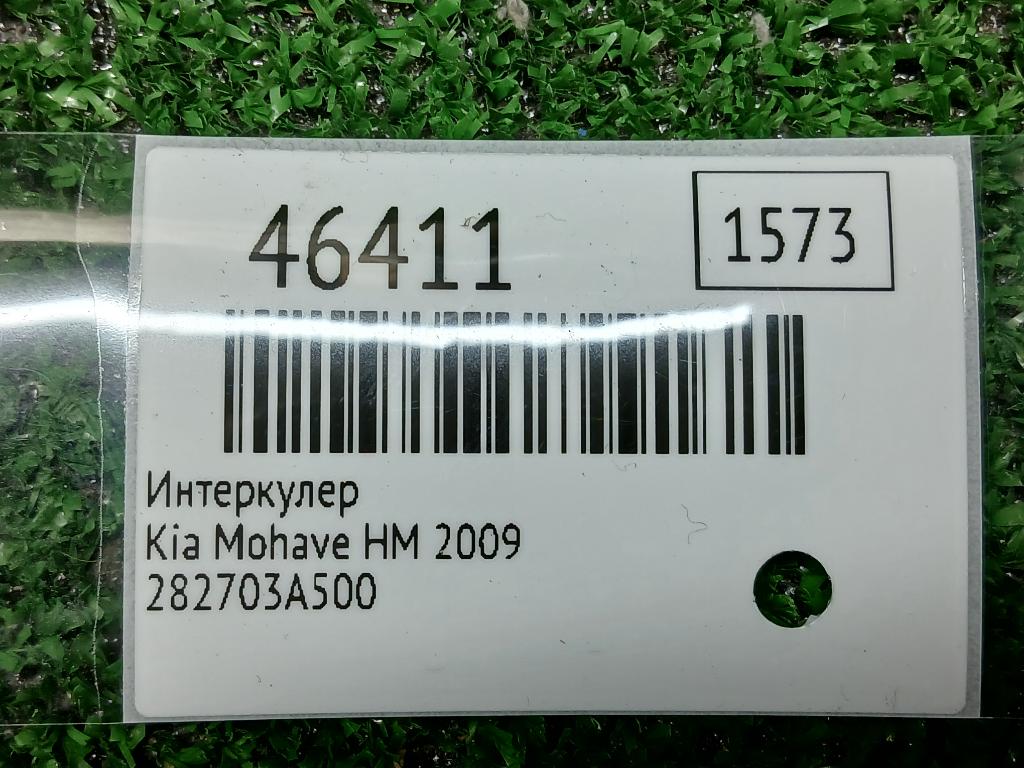 46411
1573
Интеркулер
Kia Mohave HM 2009
282703A500